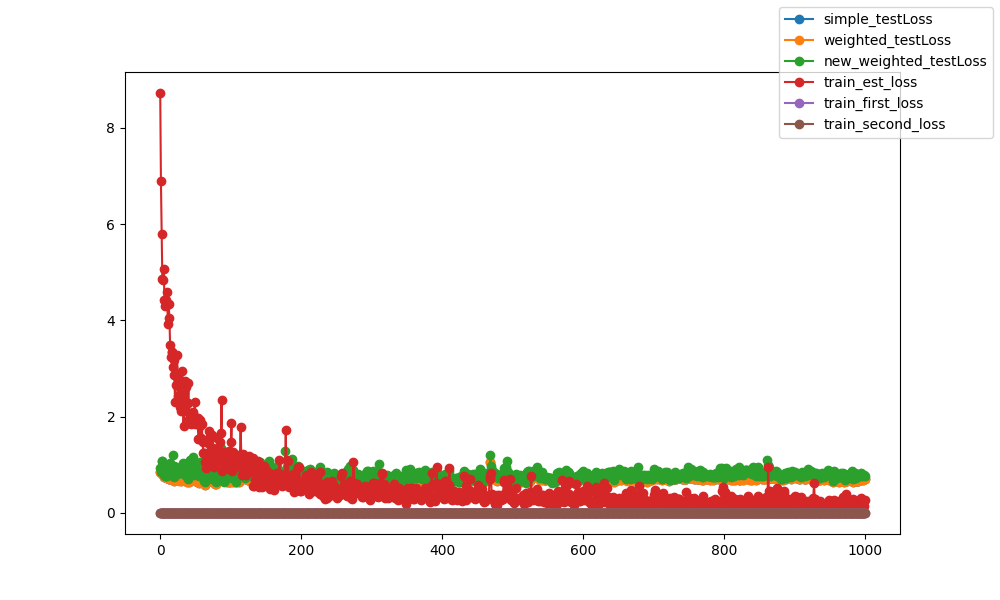 simple_testLoss
weighted_testLoss
new_weighted_testLoss
train_est_loss
train_first_loss
train_second_loss
8
6
4
2
0
0 200 400 600 800 1000